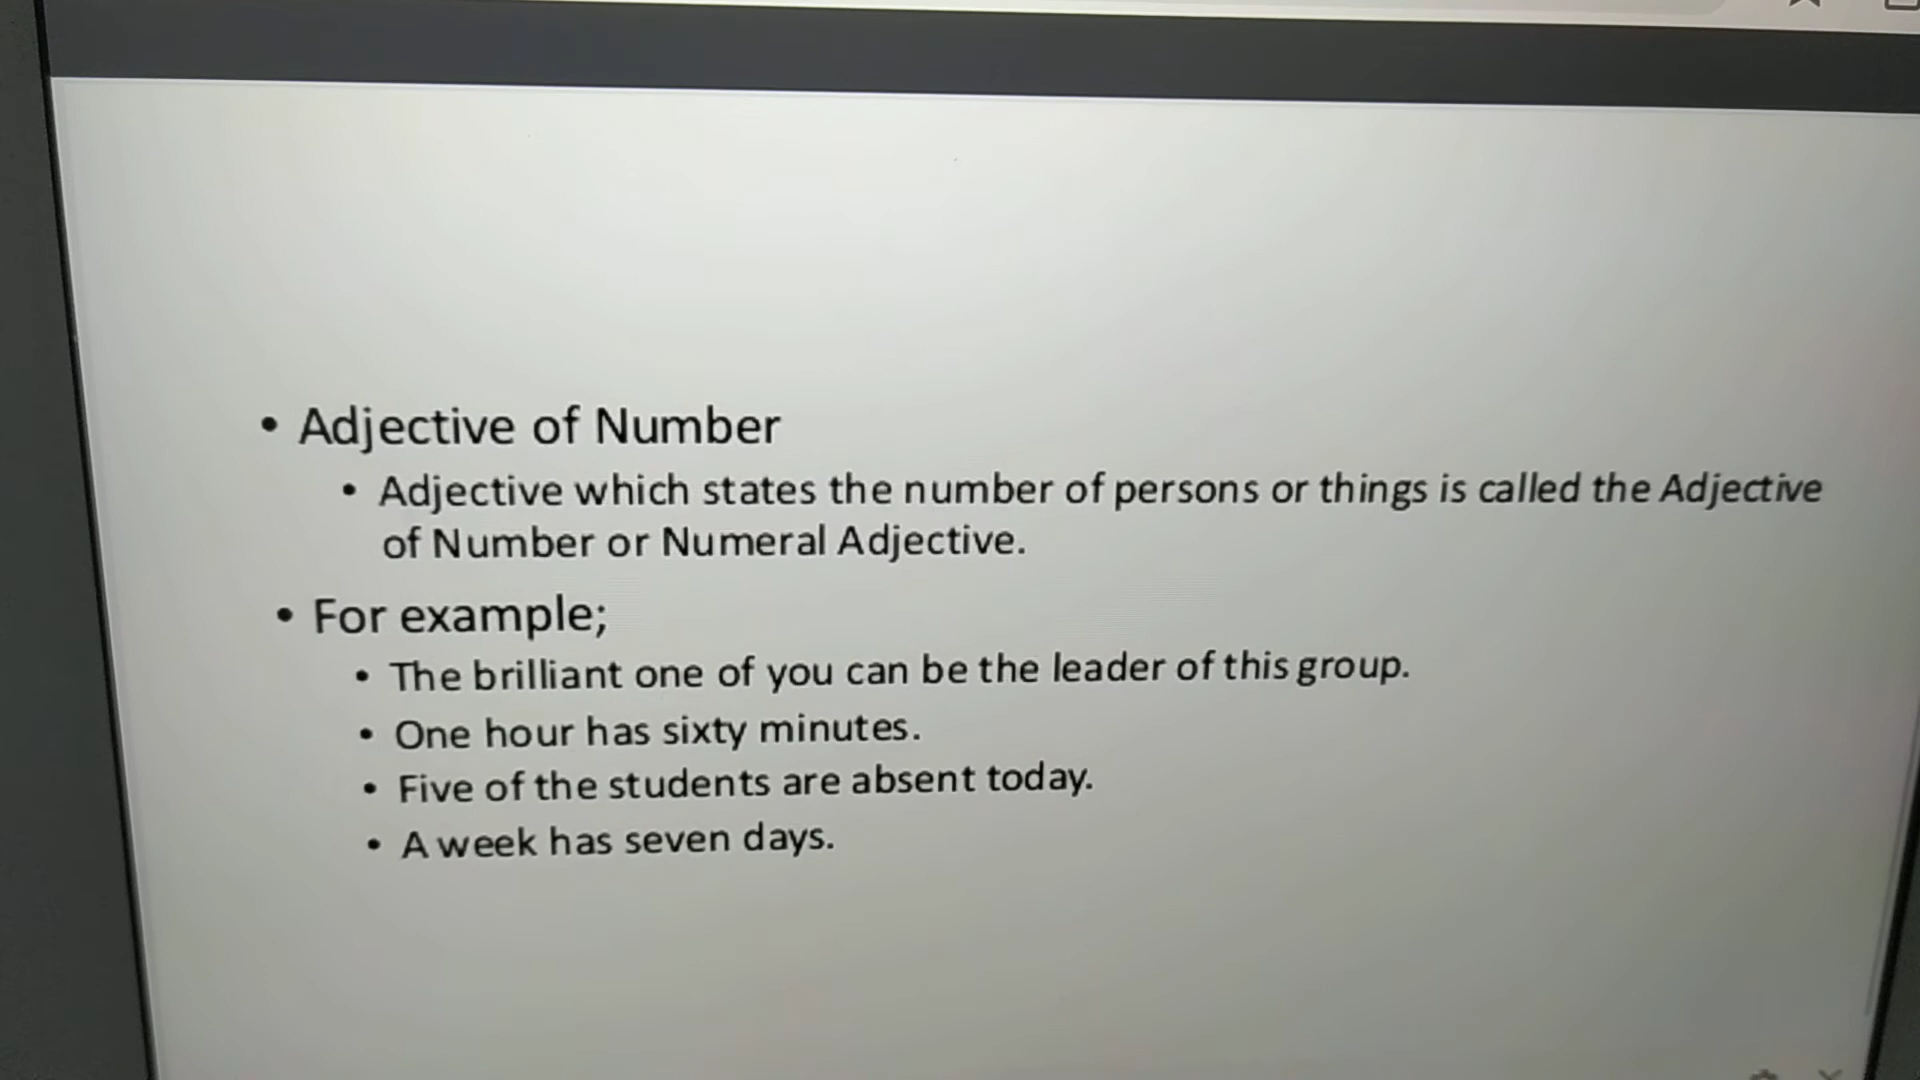 • Adjective of Number
• Adjective which states the number of persons or things is called the Adjective
of Number or Numeral Adjective.
• For example;
• The brilliant one of you can be the leader of this group.
• One hour has sixty minutes.
• Five of the students are absent today.
• A week has seven days.